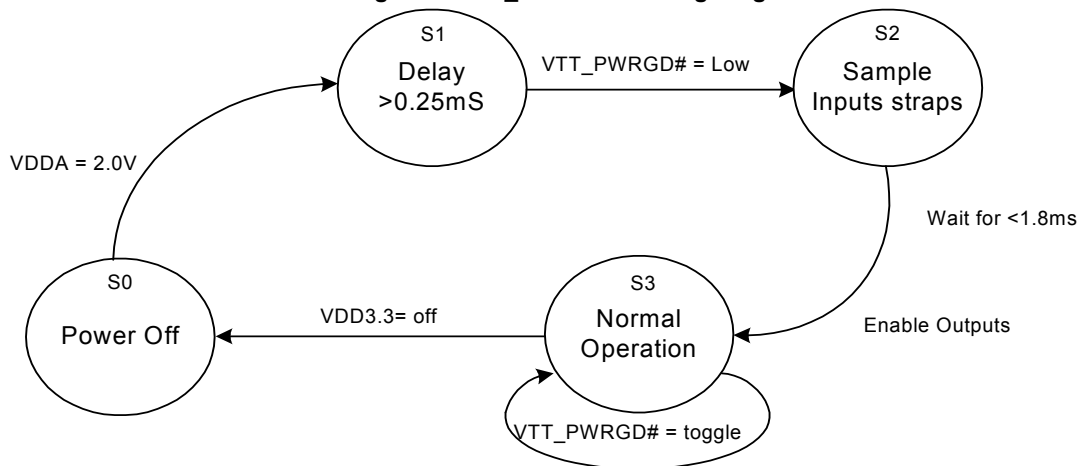 S1
Delay
>0.25mS
VTT_PWRGD# = Low
S2
Sample
Inputs straps
VDDA = 2.0V
Wait for <1.8ms
S0
Power Off
VDD3.3= off
S3
Normal
Operation
Enable Outputs
VTT_PWRGD# = toggle